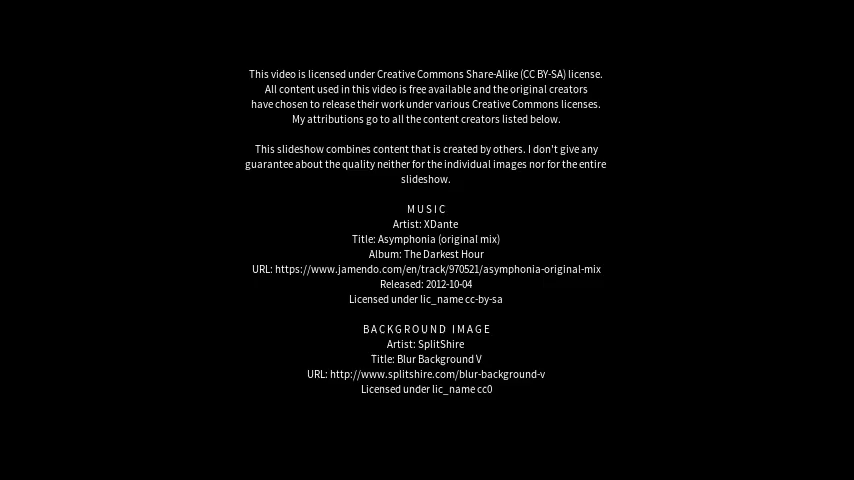 This video is licensed under Creative Commons Share-Alike (CC BY-SA) license.
All content used in this video is free available and the original creators
have chosen to release their work under various Creative Commons licenses.
My attributions go to all the content creators listed below.
This slideshow combines content that is created by others. I don't give any
guarantee about the quality neither for the individual images nor for the entire
slideshow.
MUSIC
Artist: XDante
Title: Asymphonia (original mix)
Album: The Darkest Hour
URL: https://www.jamendo.com/en/track/970521/asymphonia-original-mix
Released: 2012-10-04
Licensed under lic_name cc-by-sa
BACKGROUND IMAGE
Artist: SplitShire
Title: Blur Background V
URL: http://www.splitshire.com/blur-background-v
Licensed under lic_name cc0